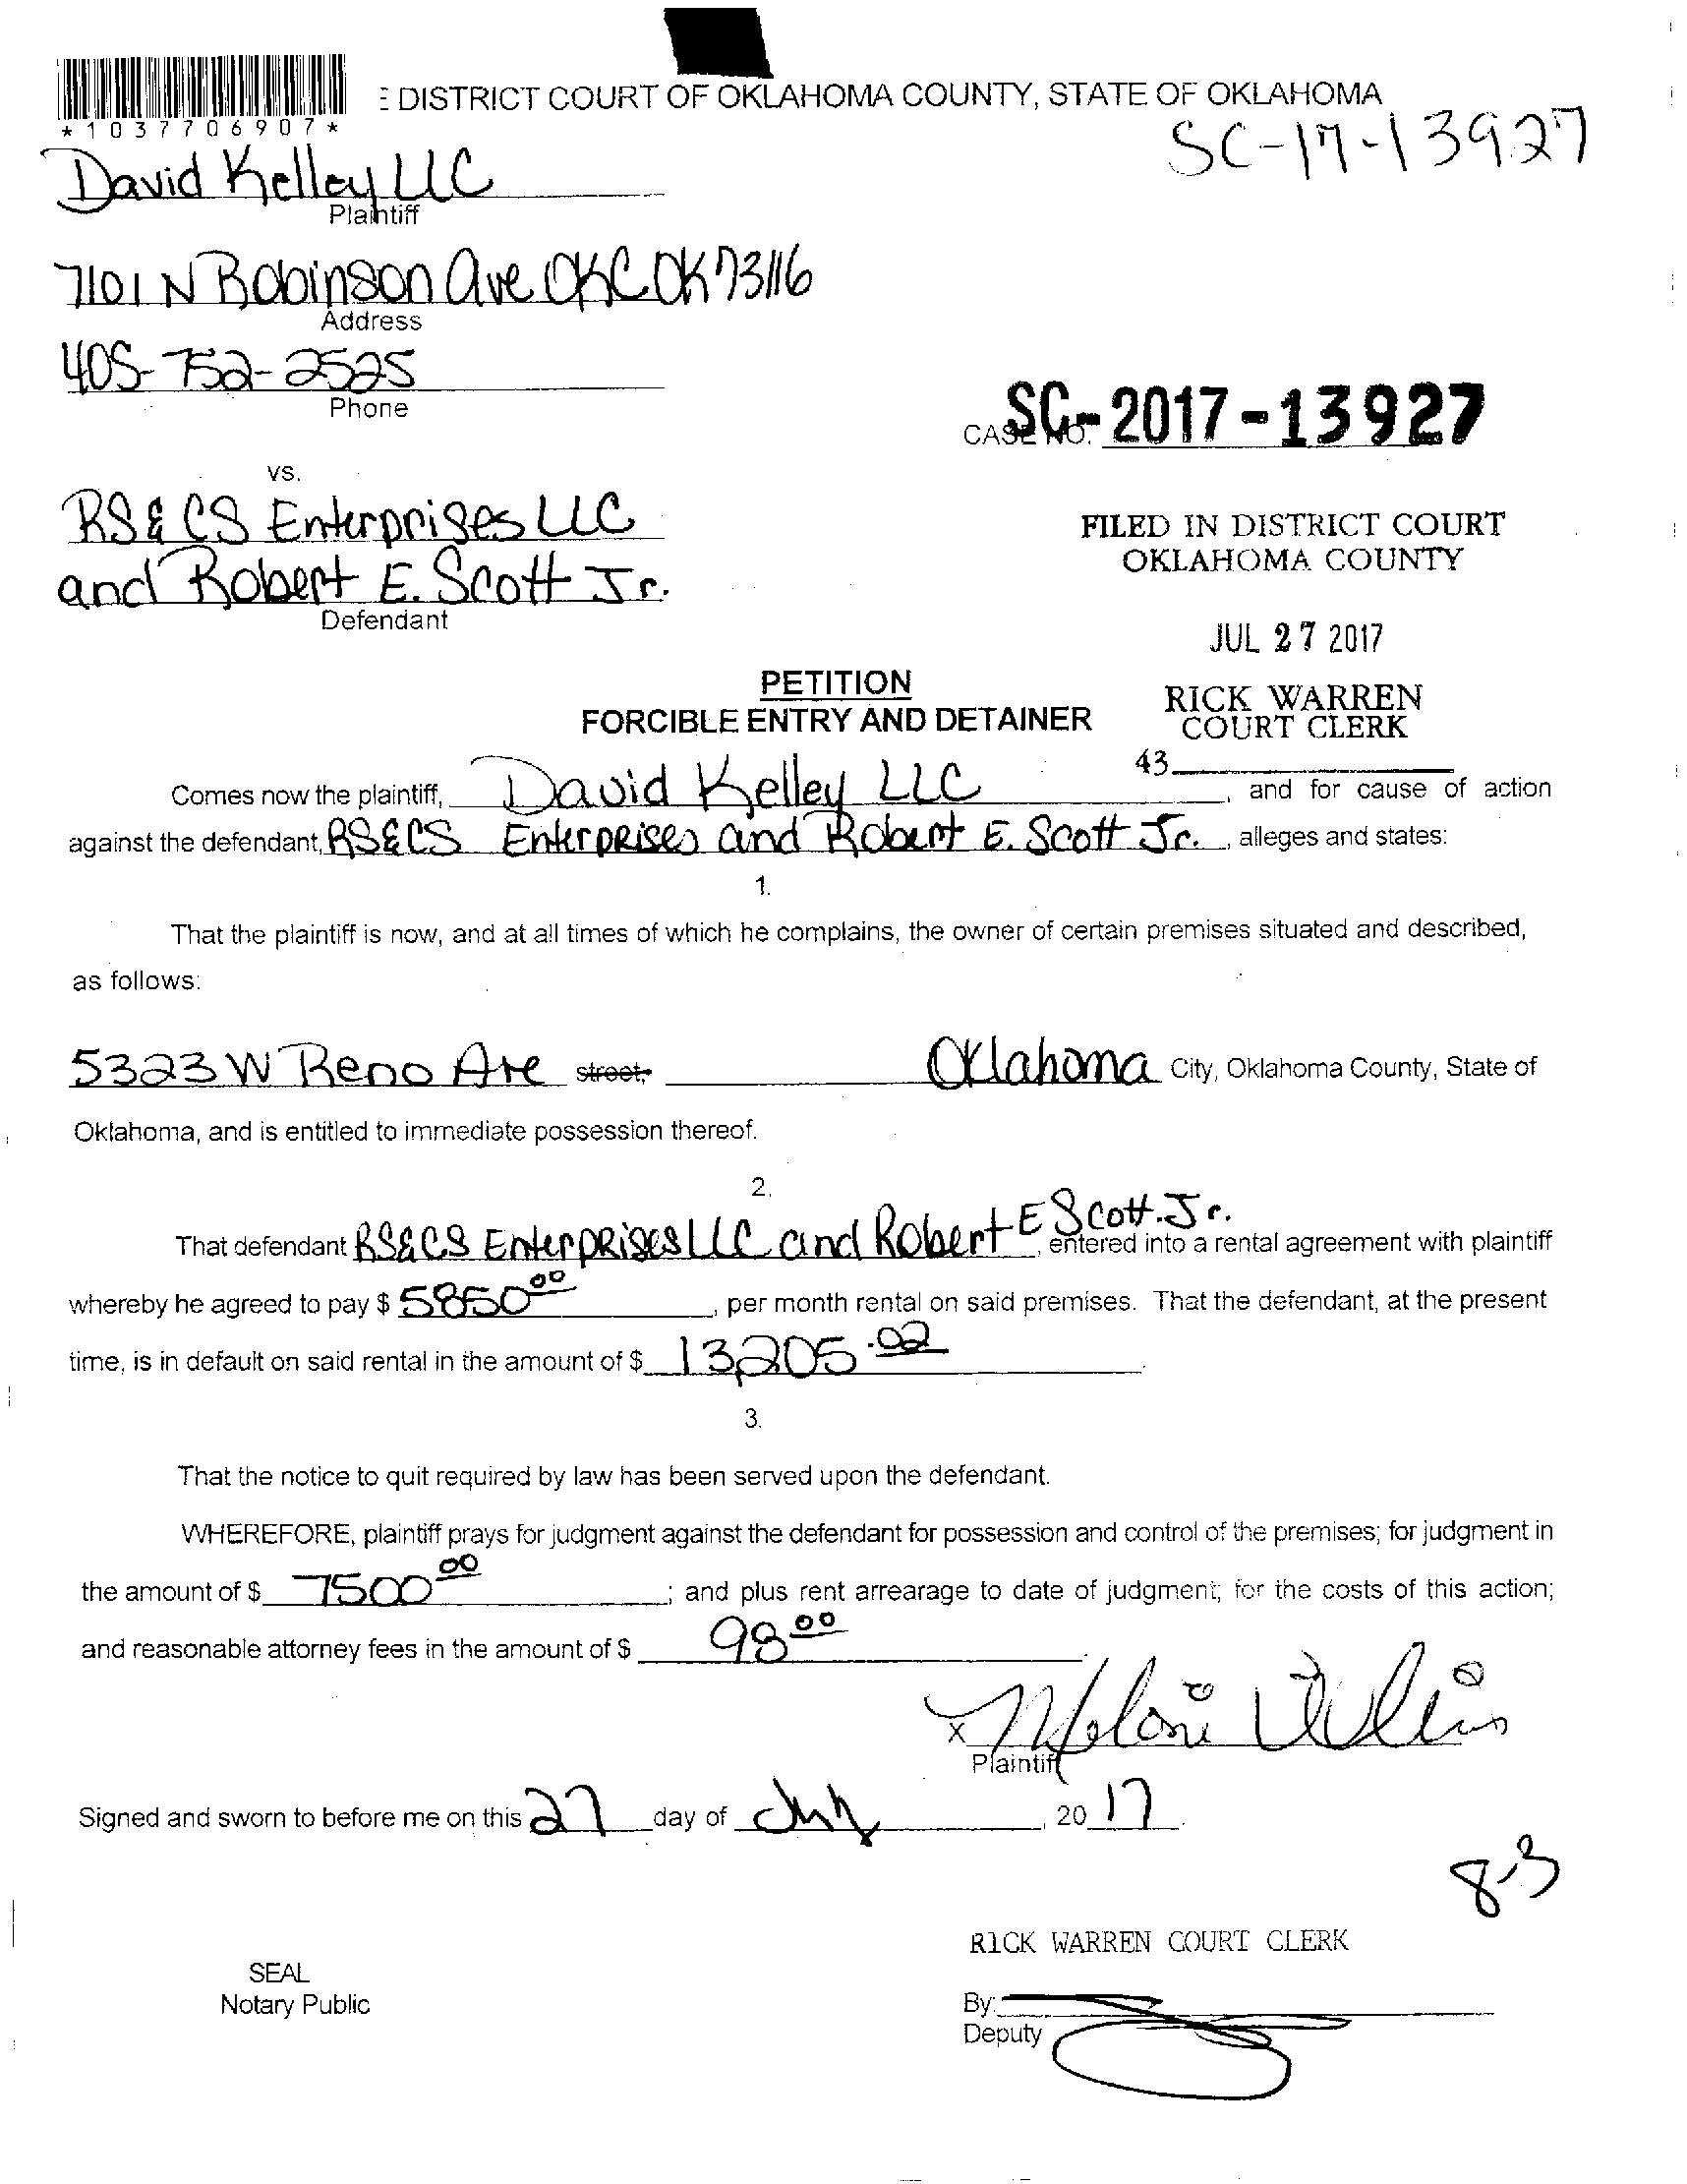 DISTRICT COURT OF OKLAHOMA COUNTY, STATE OF OKLAHOMA
*1037706907*
SC-17-13927
David Kelley LLC
Plaintiff
7101 N Robinson Ave OKC OK 73116
Address
405-752-2525
Phone
CASE NO. SC-2017-13927
vs.
RS & CS Enterprises LLC
and Robert E. Scott Jr.
Defendant
FILED IN DISTRICT COURT
OKLAHOMA COUNTY
JUL 27 2017
RICK WARREN
COURT CLERK
43
PETITION
FORCIBLE ENTRY AND DETAINER
Comes now the plaintiff, David Kelley LLC, and for cause of action
against the defendant, RS&CS Enterprises and Robert E. Scott Jr., alleges and states:
1.
That the plaintiff is now, and at all times of which he complains, the owner of certain premises situated and described,
as follows:
5323 W Reno Ave street, Oklahoma City, Oklahoma County, State of
Oklahoma, and is entitled to immediate possession thereof.
2.
That defendant RS&CS Enterprises LLC and Robert E Scott. Jr., entered into a rental agreement with plaintiff
whereby he agreed to pay $ 5850 00, per month rental on said premises. That the defendant, at the present
time, is in default on said rental in the amount of $ 13,205.02.
3.
That the notice to quit required by law has been served upon the defendant.
WHEREFORE, plaintiff prays for judgment against the defendant for possession and control of the premises; for judgment in
the amount of $ 7500 00; and plus rent arrearage to date of judgment; for the costs of this action;
and reasonable attorney fees in the amount of $ 98 00.
X
Plaintiff
Signed and sworn to before me on this 27 day of July, 2017.
8-3
RICK WARREN COURT CLERK
SEAL
Notary Public
By:
Deputy